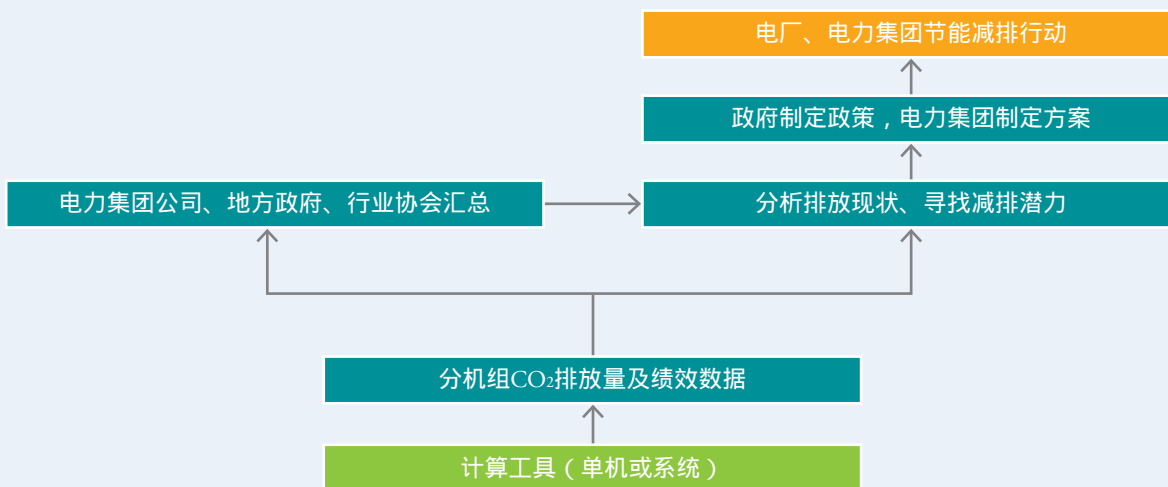 电厂、电力集团节能减排行动
政府制定政策，电力集团制定方案
电力集团公司、地方政府、行业协会汇总
分析排放现状、寻找减排潜力
分机组CO₂排放量及绩效数据
计算工具（单机或系统）